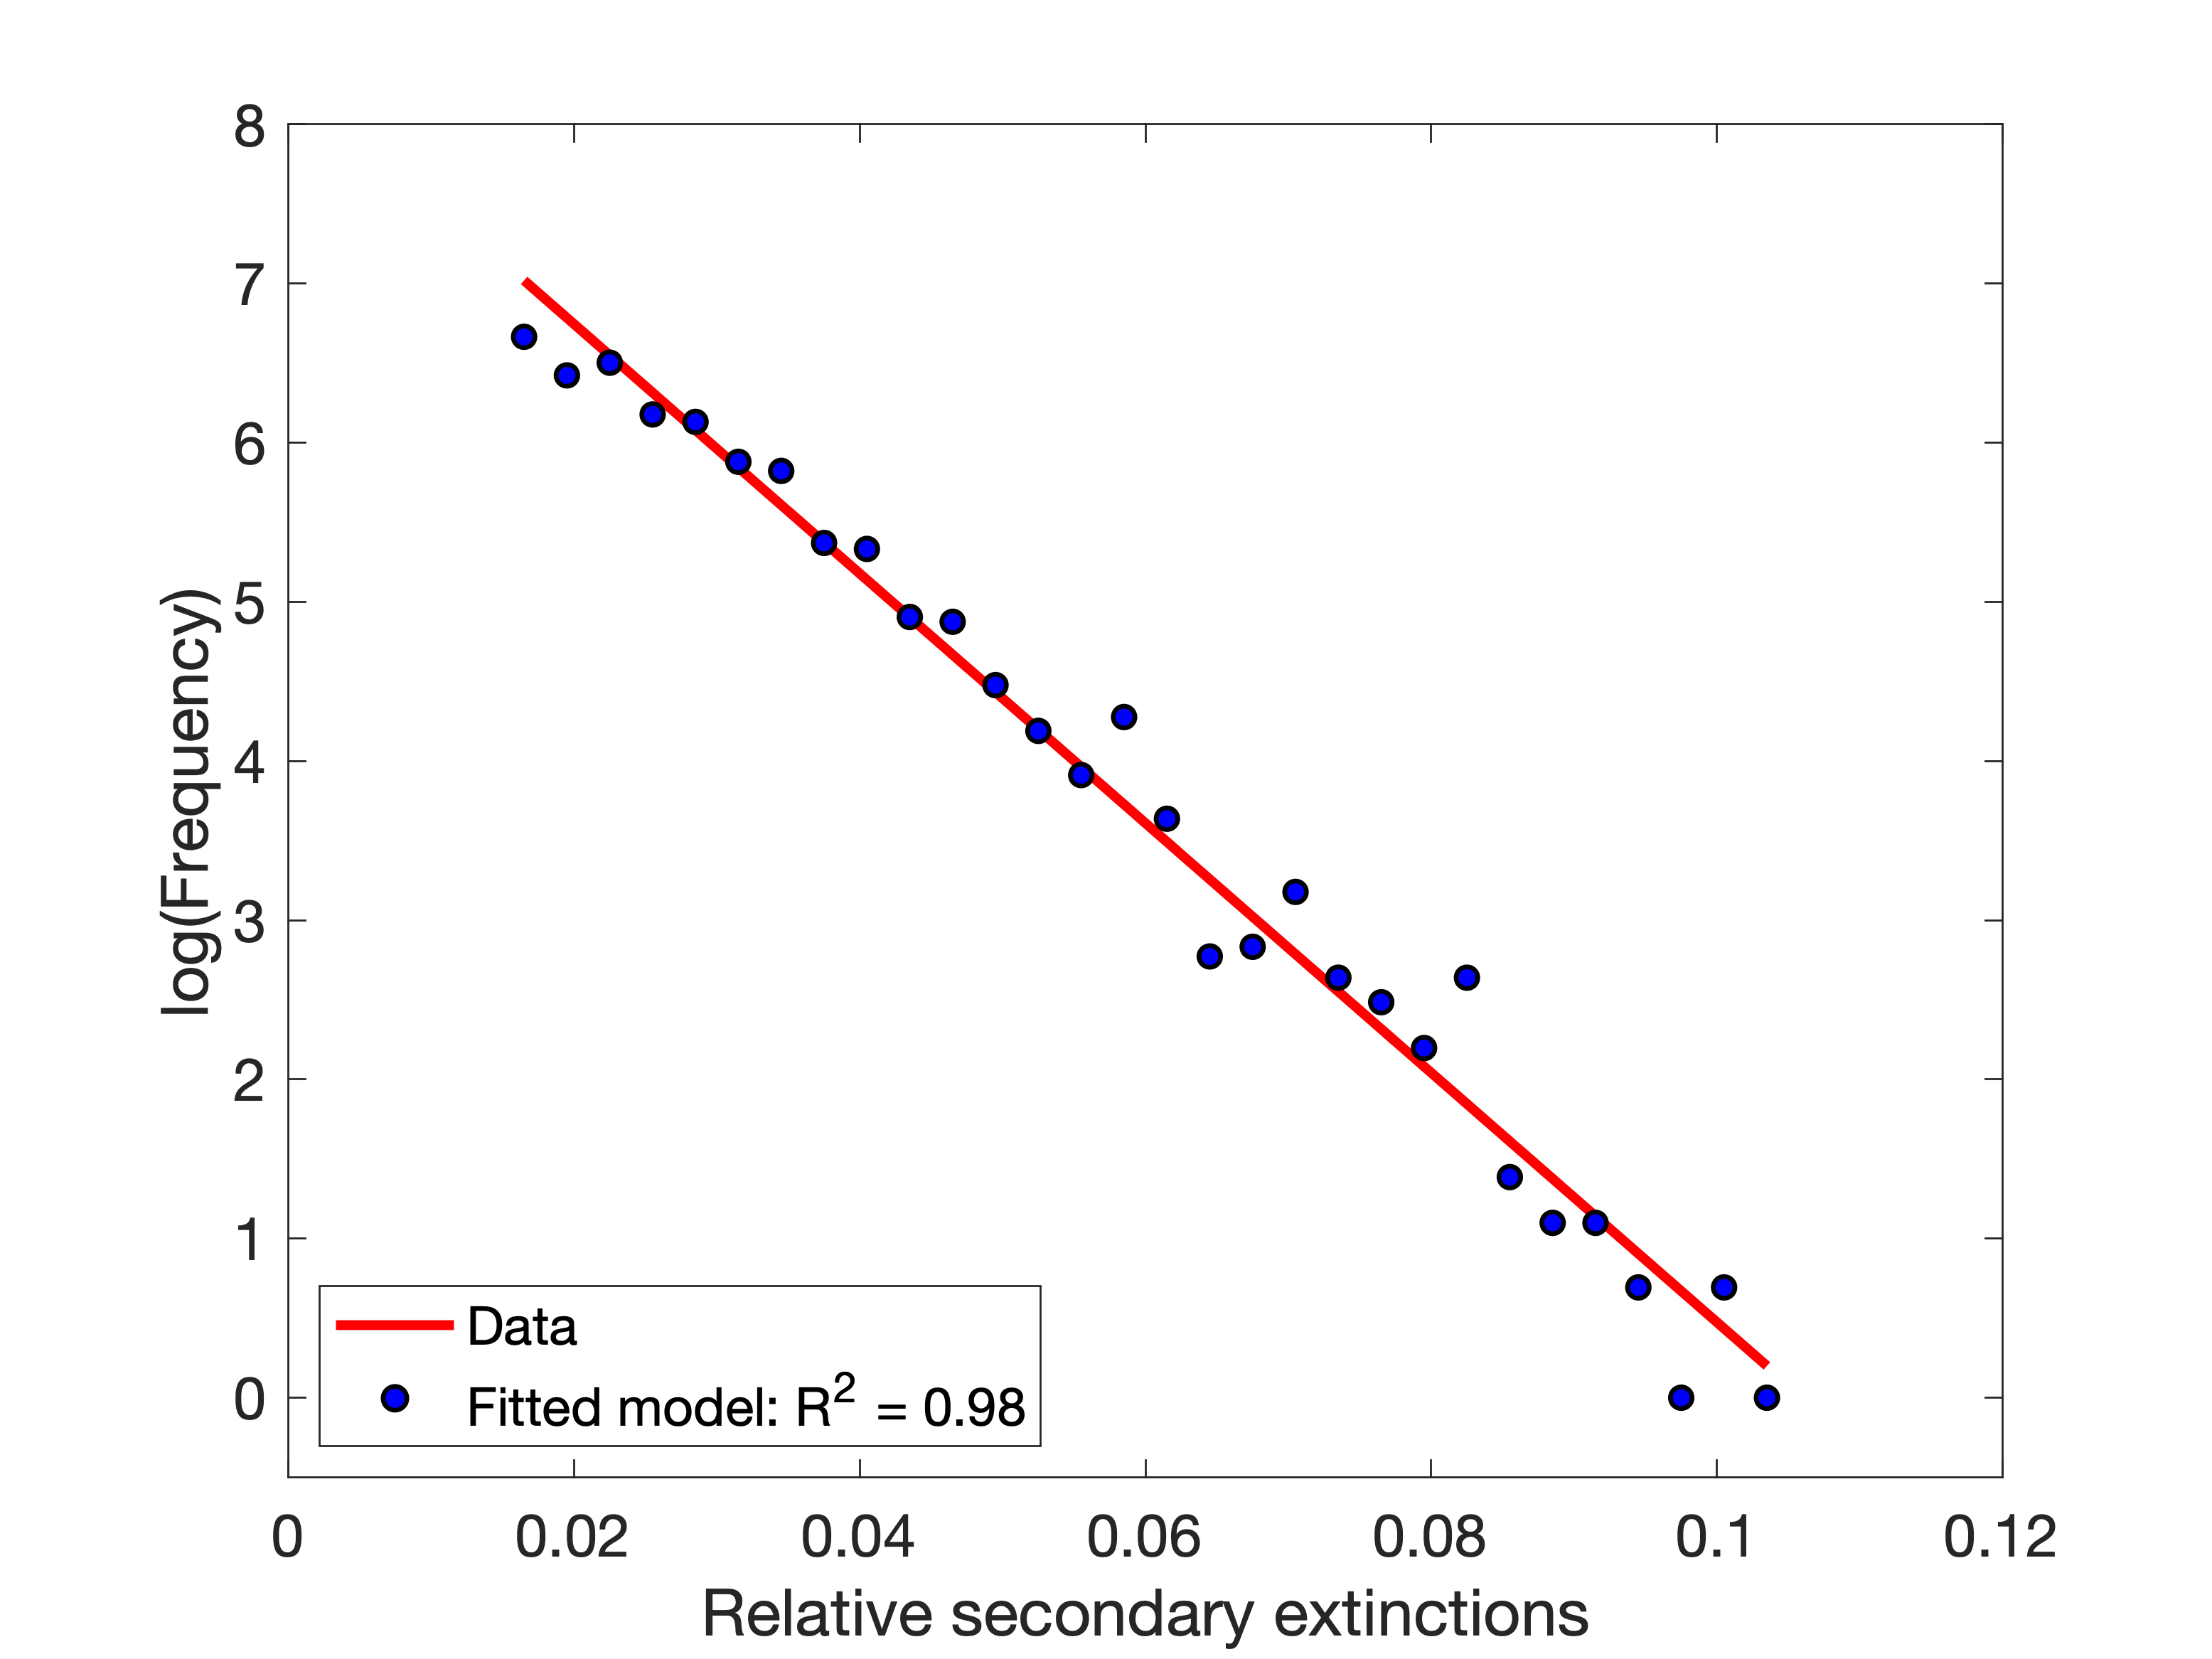 8
7
6
5
4
3
2
1
0
log(Frequency)
Data
Fitted model: R² = 0.98
0 0.02 0.04 0.06 0.08 0.1 0.12
Relative secondary extinctions